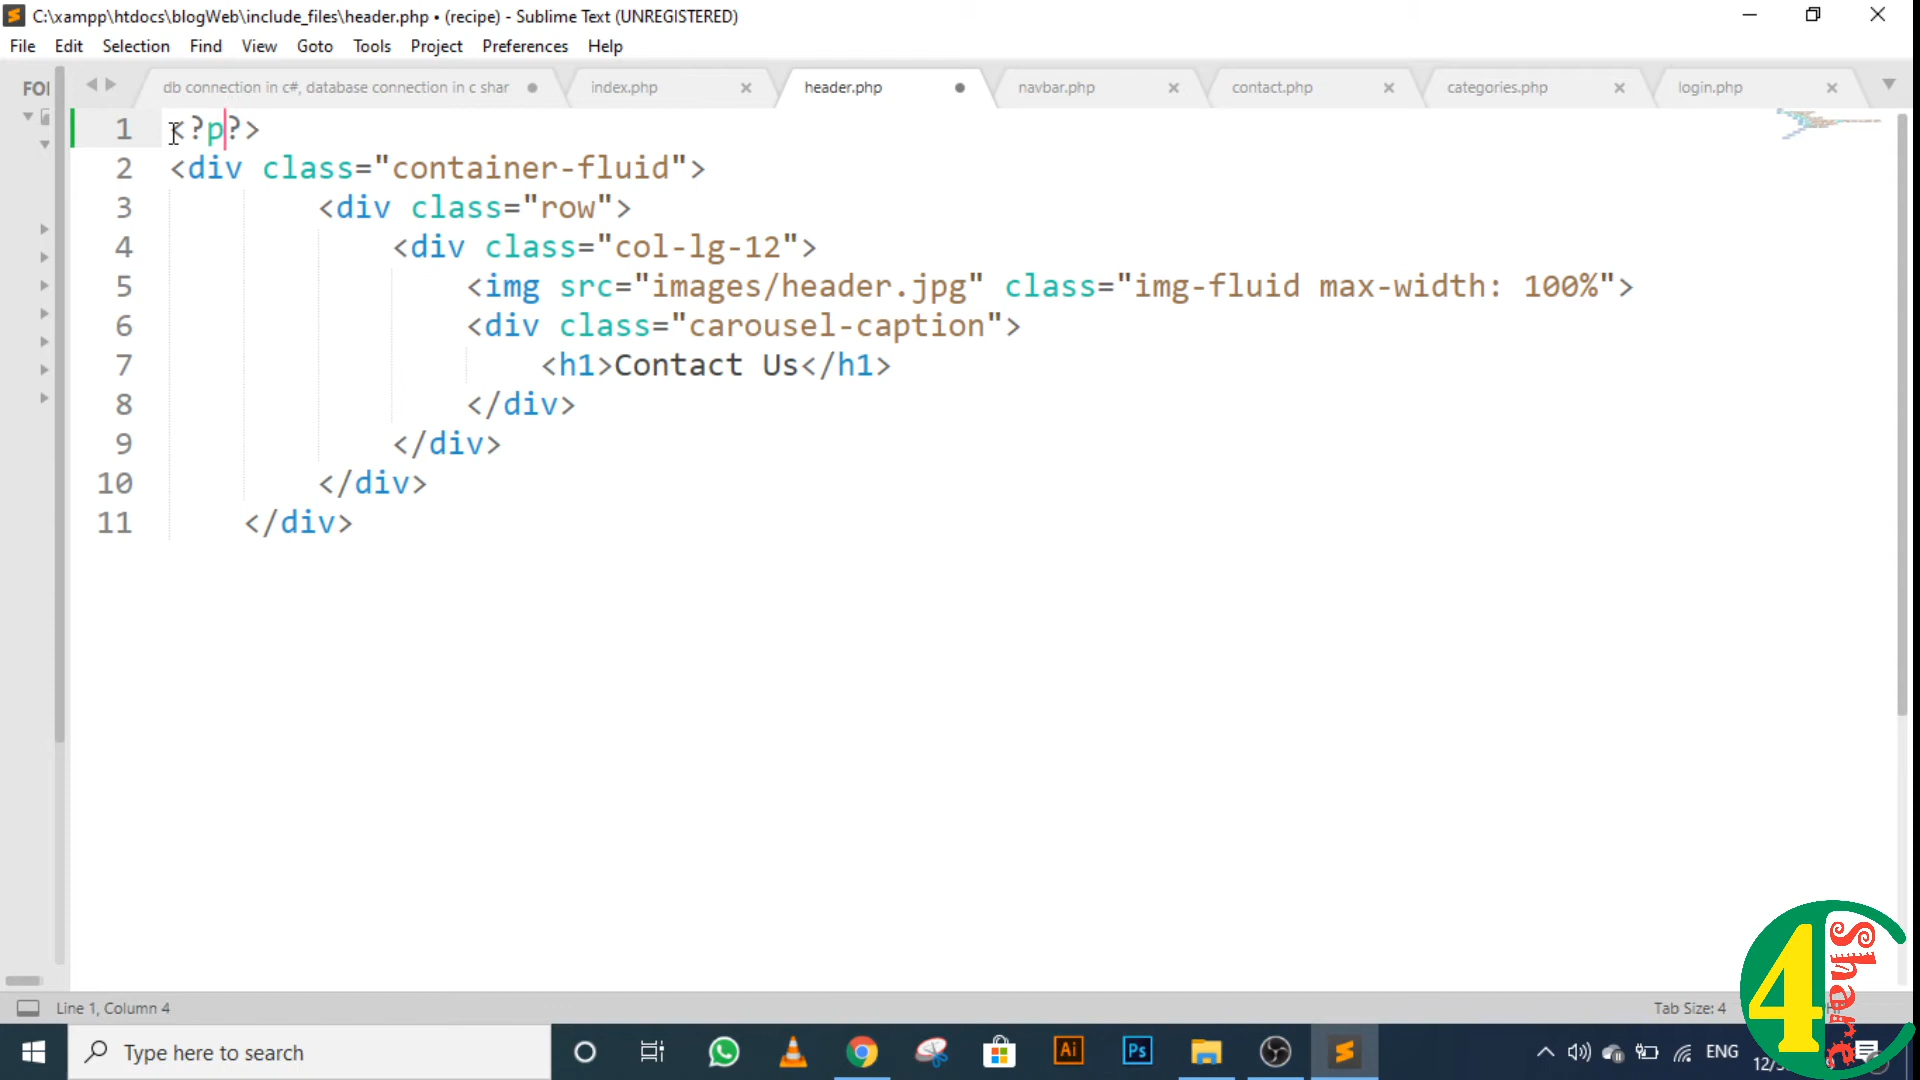 C:\xampp\htdocs\blogWeb\include_files\header.php • (recipe) - Sublime Text (UNREGISTERED)
File Edit Selection Find View Goto Tools Project Preferences Help
FOI
db connection in c#, database connection in c shar
index.php
header.php
navbar.php
contact.php
categories.php
login.php
1 <?p?>
2 <div class="container-fluid">
3 <div class="row">
4 <div class="col-lg-12">
5 <img src="images/header.jpg" class="img-fluid max-width: 100%">
6 <div class="carousel-caption">
7 <h1>Contact Us</h1>
8 </div>
9 </div>
10 </div>
11 </div>
Line 1, Column 4
Tab Size: 4
4
Share
Type here to search
Ai
Ps
ENG